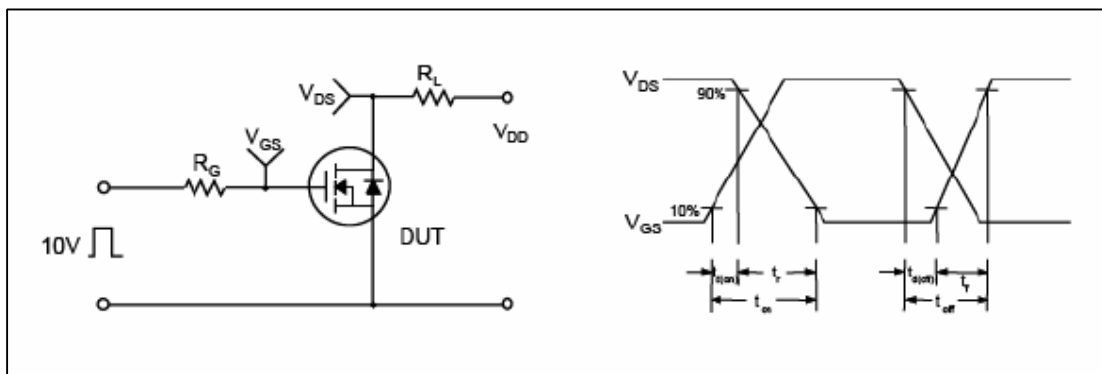 R_L
V_DS
V_DD
V_GS
R_G
10V
DUT
V_DS
90%
10%
V_GS
t_d(on)
t_r
t_d(off)
t_f
t_on
t_off